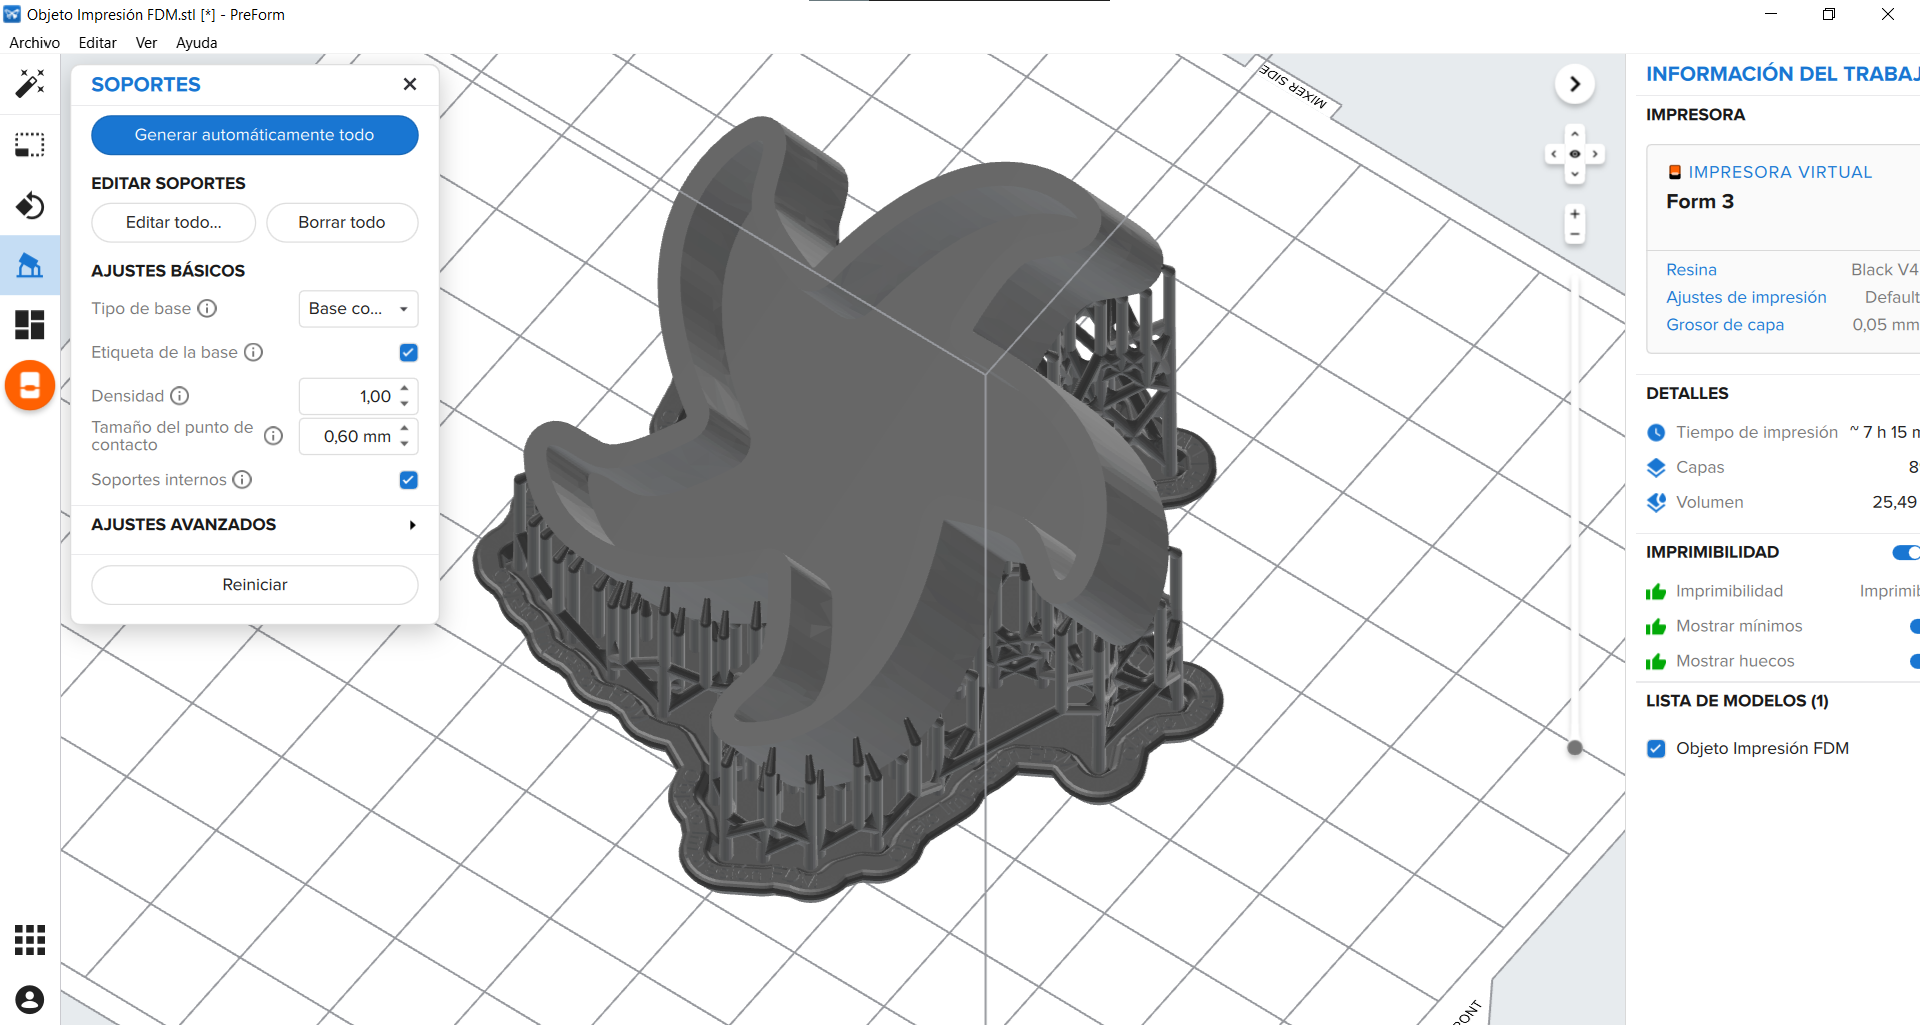 Objeto Impresión FDM.stl [*] - PreForm
Archivo Editar Ver Ayuda
SOPORTES
Generar automáticamente todo
EDITAR SOPORTES
Editar todo... Borrar todo
AJUSTES BÁSICOS
Tipo de base Base co...
Etiqueta de la base
Densidad 1,00
Tamaño del punto de
contacto 0,60 mm
Soportes internos
AJUSTES AVANZADOS
Reiniciar
MIXER SIDE
INFORMACIÓN DEL TRABAJ
IMPRESORA
IMPRESORA VIRTUAL
Form 3
Resina Black V4
Ajustes de impresión Default
Grosor de capa 0,05 mm
DETALLES
Tiempo de impresión ~ 7 h 15 m
Capas 8
Volumen 25,49
IMPRIMIBILIDAD
Imprimibilidad Imprimib
Mostrar mínimos
Mostrar huecos
LISTA DE MODELOS (1)
Objeto Impresión FDM